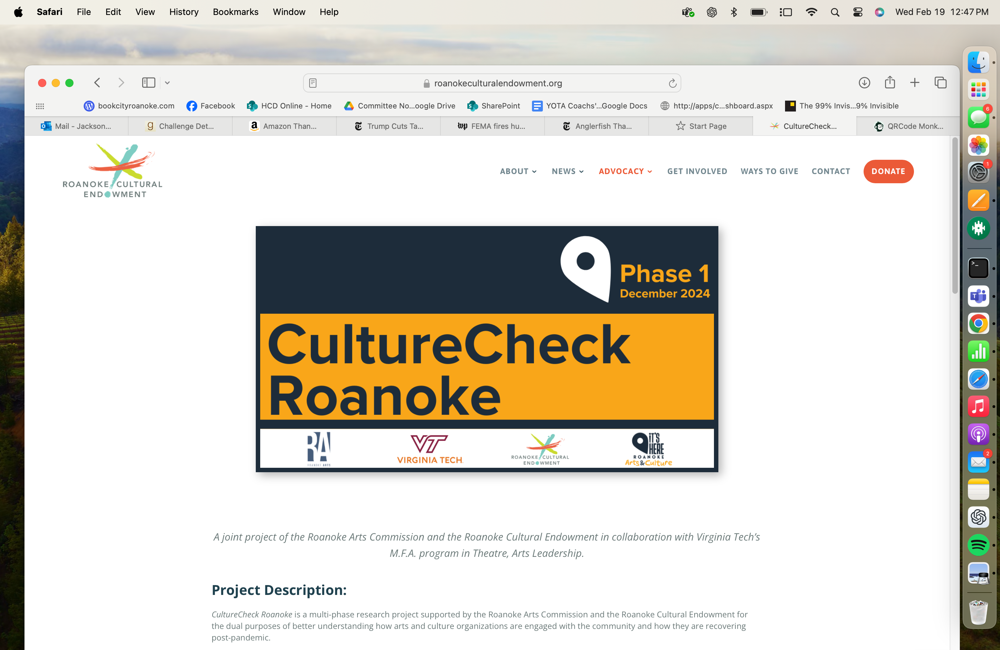 Safari File Edit View History Bookmarks Window Help Wed Feb 19 12:47 PM
roanokeculturalendowment.org
bookcityroanoke.com Facebook HCD Online - Home Committee No...oogle Drive SharePoint YOTA Coachs'...Google Docs http://apps/c...shboard.aspx The 99% Invis...9% Invisible
Mail - Jackson... Challenge Det... Amazon Than... Trump Cuts Ta... FEMA fires hu... Anglerfish Tha... Start Page CultureCheck... QRCode Monk...
ROANOKE CULTURAL
ENDOWMENT
ABOUT NEWS ADVOCACY GET INVOLVED WAYS TO GIVE CONTACT DONATE
Phase 1
December 2024
CultureCheck
Roanoke
RA
ROANOKE ARTS
VT
VIRGINIA TECH.
ROANOKE CULTURAL
ENDOWMENT
IT'S
HERE
ROANOKE
Arts&Culture
A joint project of the Roanoke Arts Commission and the Roanoke Cultural Endowment in collaboration with Virginia Tech’s
M.F.A. program in Theatre, Arts Leadership.
Project Description:
CultureCheck Roanoke is a multi-phase research project supported by the Roanoke Arts Commission and the Roanoke Cultural Endowment for
the dual purposes of better understanding how arts and culture organizations are engaged with the community and how they are recovering
post-pandemic.
6
1
2